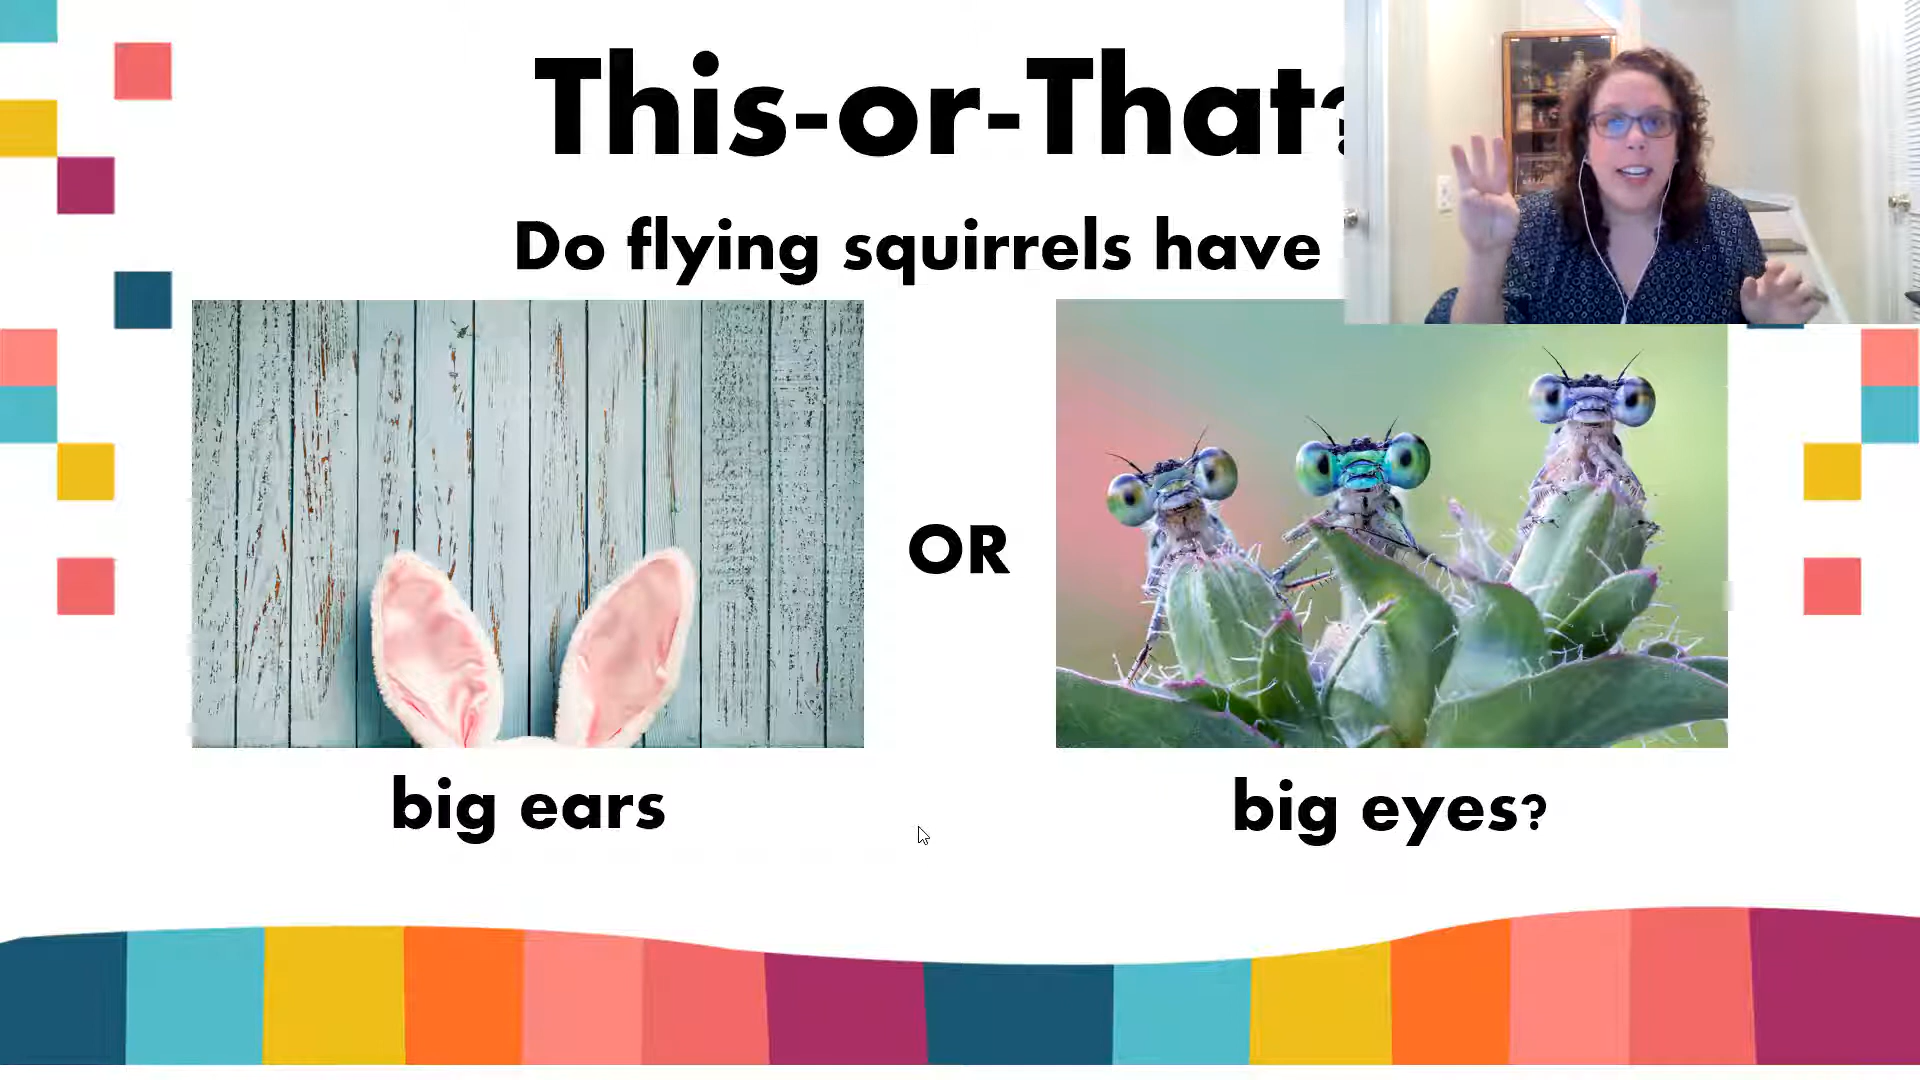 This-or-That?
Do flying squirrels have
OR
big ears
big eyes?